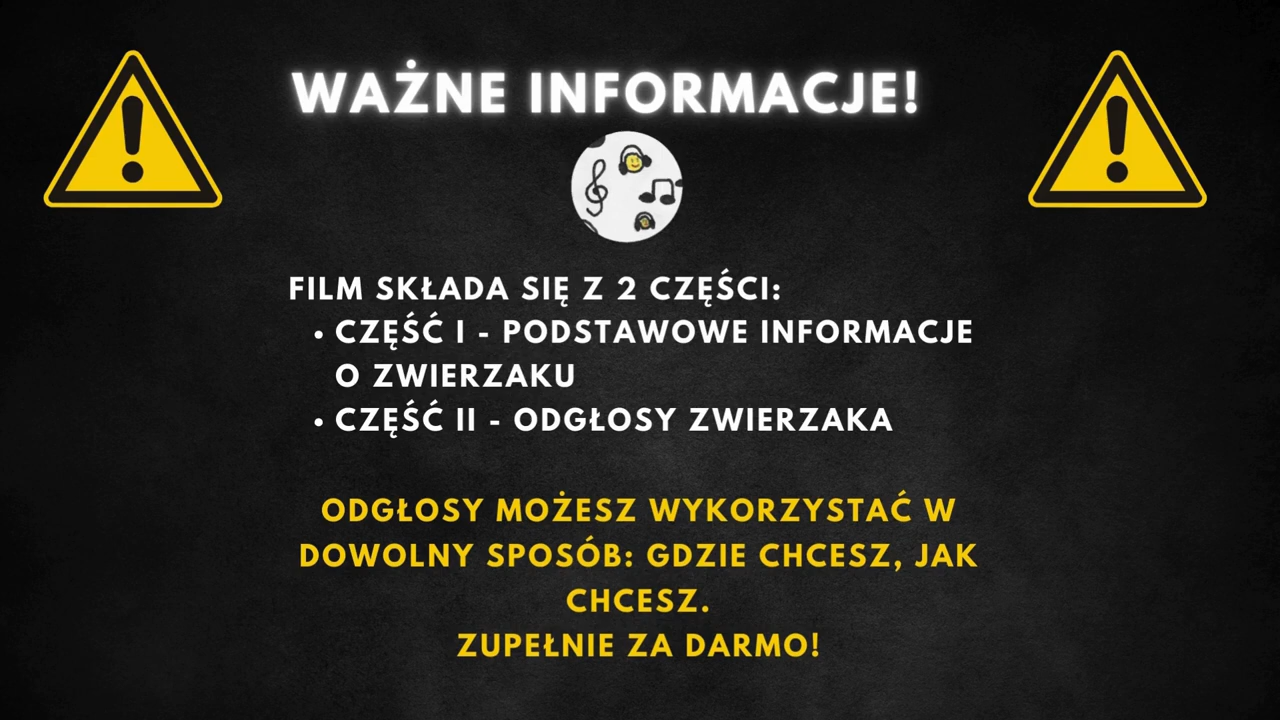 WAŻNE INFORMACJE!
FILM SKŁADA SIĘ Z 2 CZĘŚCI:
• CZĘŚĆ I - PODSTAWOWE INFORMACJE
O ZWIERZAKU
• CZĘŚĆ II - ODGŁOSY ZWIERZAKA
ODGŁOSY MOŻESZ WYKORZYSTAĆ W
DOWOLNY SPOSÓB: GDZIE CHCESZ, JAK
CHCESZ.
ZUPEŁNIE ZA DARMO!